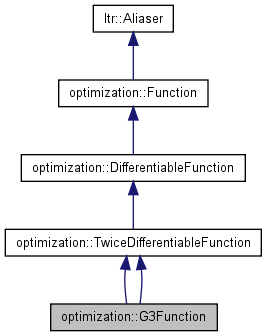 ltr::Aliaser
optimization::Function
optimization::DifferentiableFunction
optimization::TwiceDifferentiableFunction
optimization::G3Function